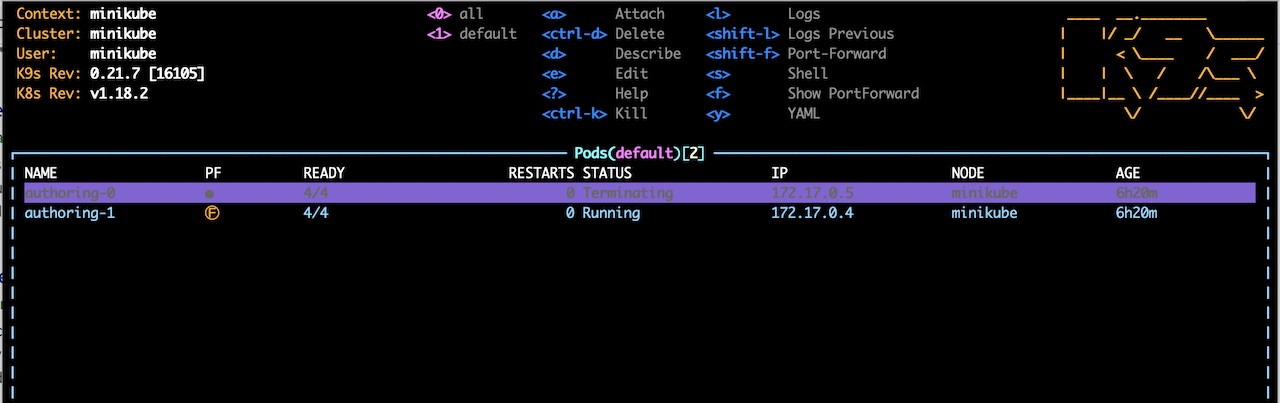 Context: minikube <0> all <a> Attach <l> Logs
Cluster: minikube <1> default <ctrl-d> Delete <shift-l> Logs Previous
User: minikube <d> Describe <shift-f> Port-Forward
K9s Rev: 0.21.7 [16105] <e> Edit <s> Shell
K8s Rev: v1.18.2 <?> Help <f> Show PortForward
<ctrl-k> Kill <y> YAML
K9s
Pods(default)[2]
NAME PF READY RESTARTS STATUS IP NODE AGE
authoring-0 ● 4/4 0 Terminating 172.17.0.5 minikube 6h20m
authoring-1 Ⓕ 4/4 0 Running 172.17.0.4 minikube 6h20m